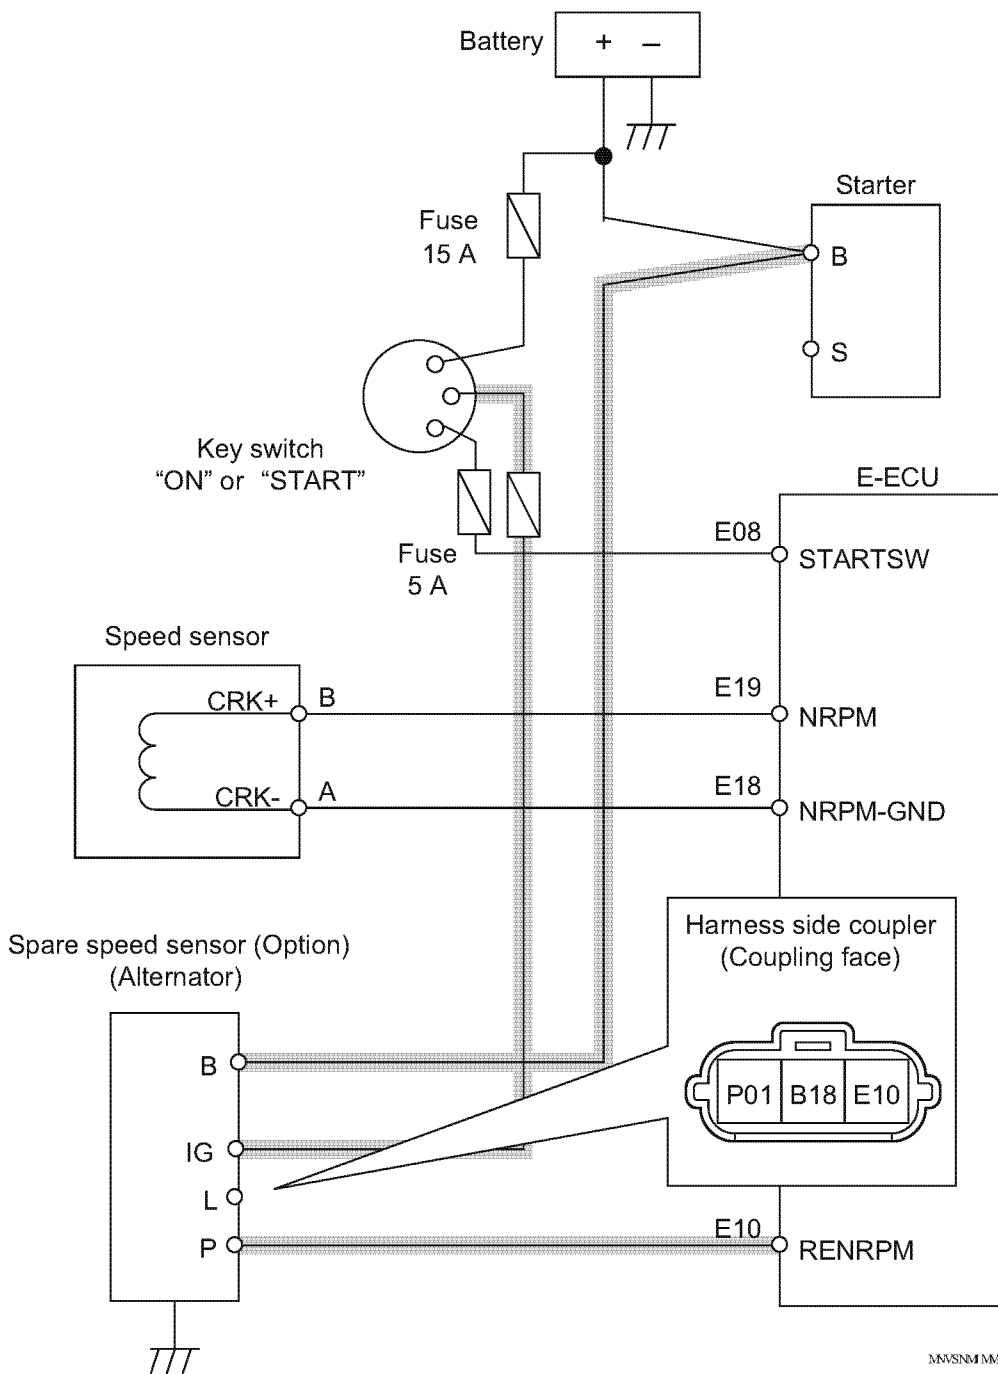 Battery
+ –
Starter
Fuse
15 A
B
S
Key switch
“ON” or “START”
E-ECU
E08
STARTSW
Fuse
5 A
Speed sensor
CRK+
B
E19
NRPM
CRK-
A
E18
NRPM-GND
Harness side coupler
(Coupling face)
Spare speed sensor (Option)
(Alternator)
P01 B18 E10
B
IG
L
P
E10
RENRPM